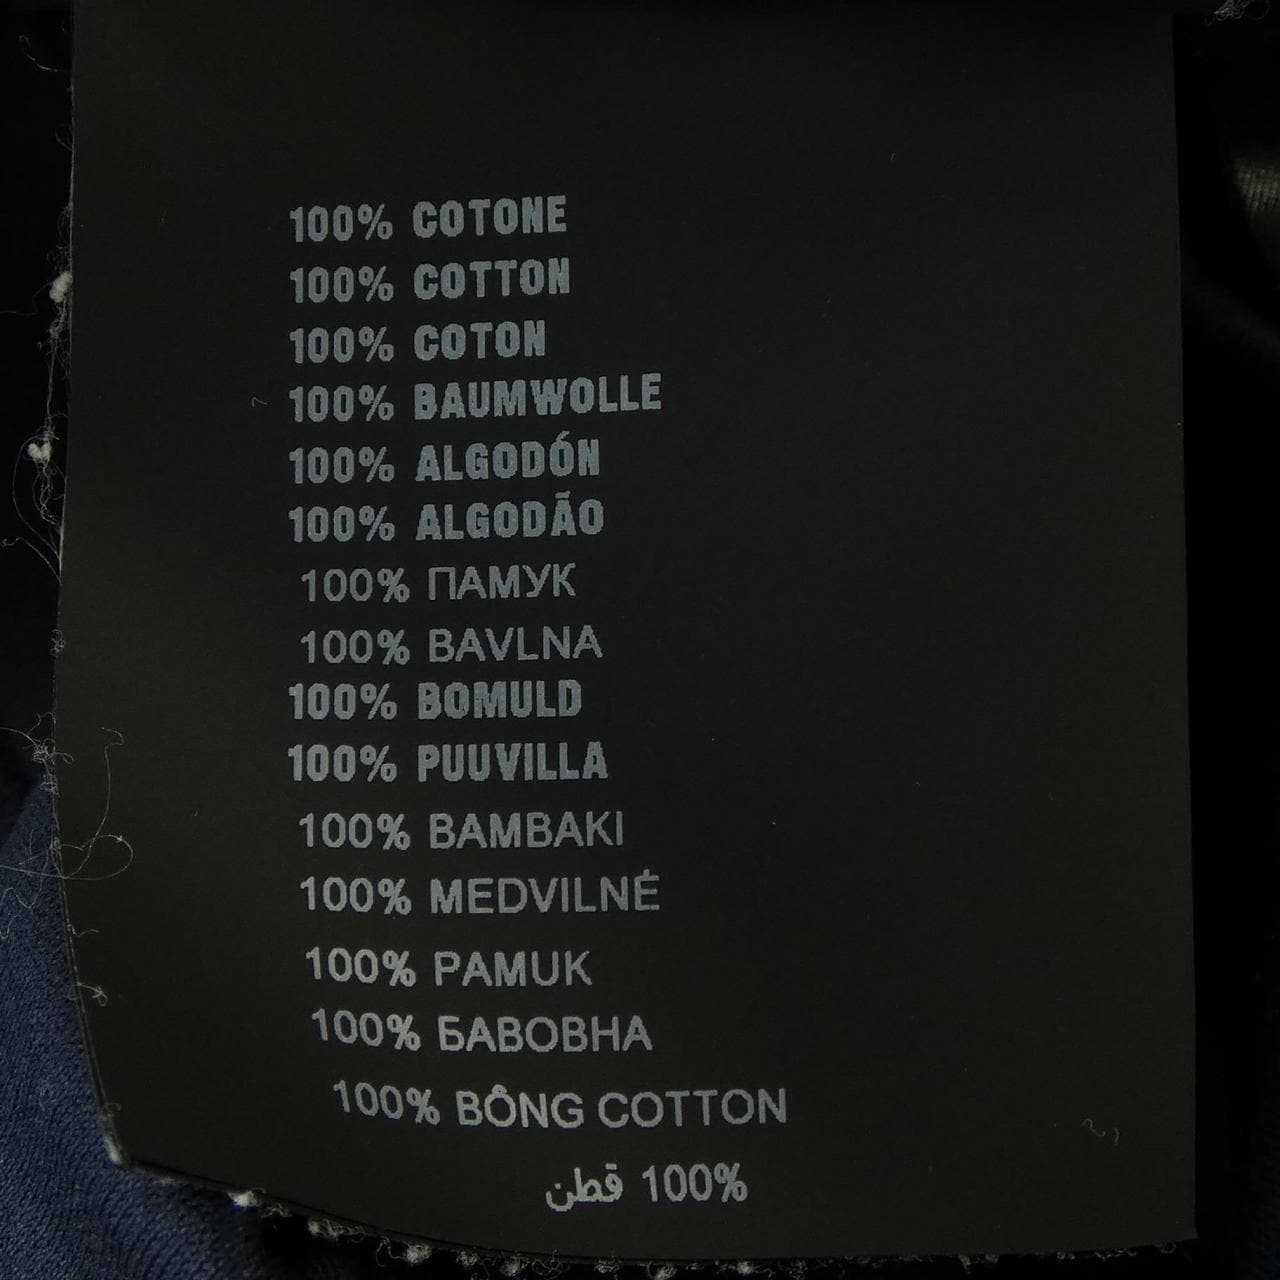 100% COTONE
100% COTTON
100% COTON
100% BAUMWOLLE
100% ALGODÓN
100% ALGODÃO
100% ПАМУК
100% BAVLNA
100% BOMULD
100% PUUVILLA
100% BAMBAKI
100% MEDVILNĖ
100% PAMUK
100% БАВОВНА
100% BÔNG COTTON
100% قطن